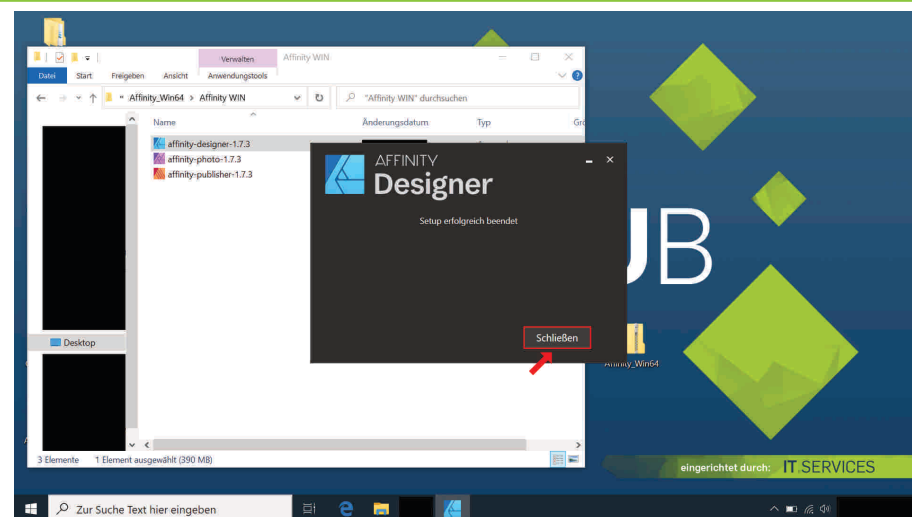 Verwalten
Affinity WIN
Datei Start Freigeben Ansicht Anwendungstools
« Affinity_Win64 > Affinity WIN
"Affinity WIN" durchsuchen
Name Änderungsdatum Typ
affinity-designer-1.7.3
affinity-photo-1.7.3
affinity-publisher-1.7.3
AFFINITY
Designer
Setup erfolgreich beendet
UB
Schließen
Desktop
Affinity_Win64
3 Elemente 1 Element ausgewählt (390 MB)
eingerichtet durch: IT.SERVICES
Zur Suche Text hier eingeben